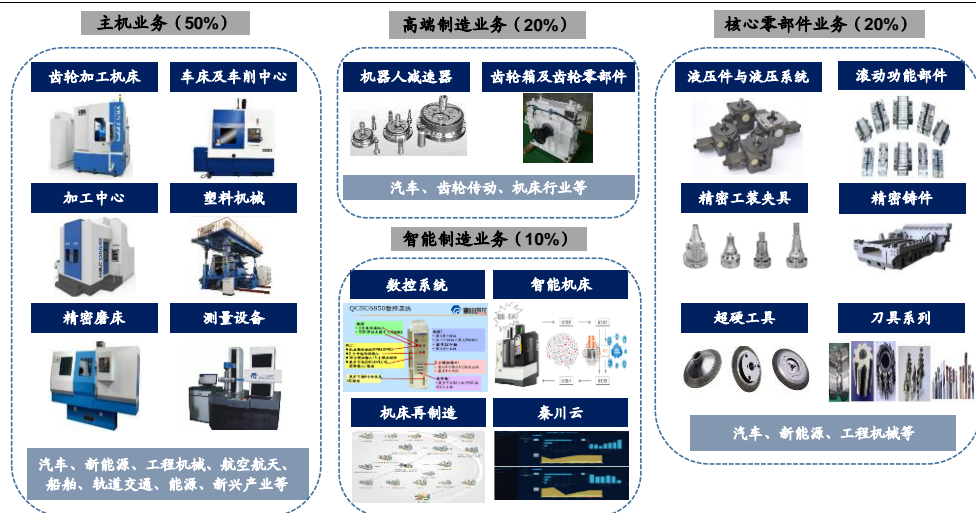 主机业务（50%）
齿轮加工机床
车床及车削中心
加工中心
塑料机械
精密磨床
测量设备
汽车、新能源、工程机械、航空航天、
船舶、轨道交通、能源、新兴产业等
高端制造业务（20%）
机器人减速器
齿轮箱及齿轮零部件
汽车、齿轮传动、机床行业等
智能制造业务（10%）
数控系统
智能机床
机床再制造
秦川云
核心零部件业务（20%）
液压件与液压系统
滚动功能部件
精密工装夹具
精密铸件
超硬工具
刀具系列
汽车、新能源、工程机械等